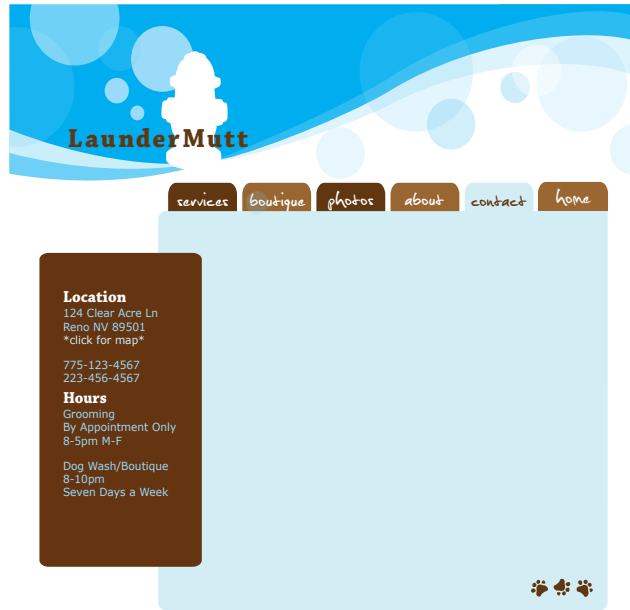 LaunderMutt
services boutique photos about contact home
Location
124 Clear Acre Ln
Reno NV 89501
*click for map*
775-123-4567
223-456-4567
Hours
Grooming
By Appointment Only
8-5pm M-F
Dog Wash/Boutique
8-10pm
Seven Days a Week